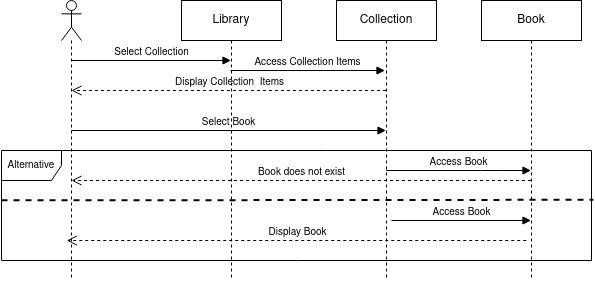 Library
Collection
Book
Select Collection
Access Collection Items
Display Collection Items
Select Book
Alternative
Access Book
Book does not exist
Access Book
Display Book